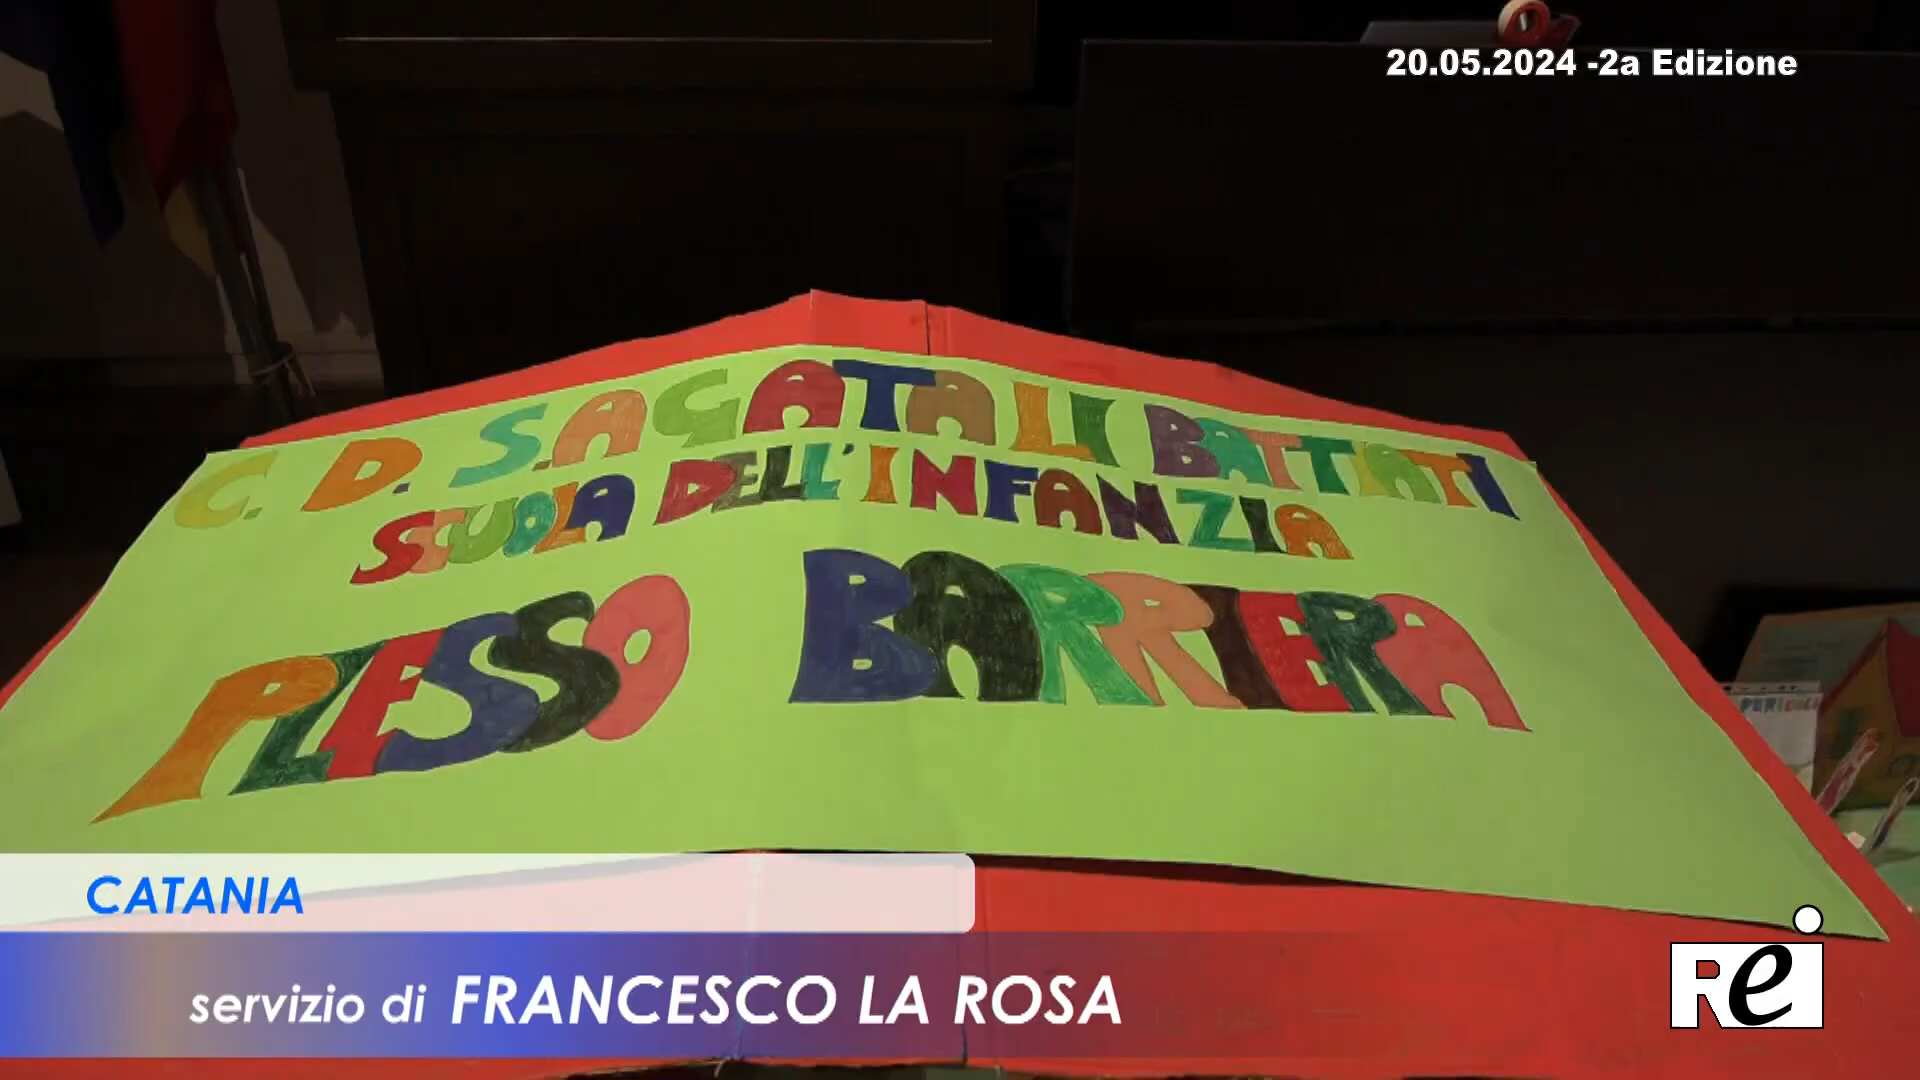 20.05.2024 -2a Edizione
C. D. S.AGATA LI BATTIATI
SCUOLA DELL'INFANZIA
PLESSO BARRIERA
CATANIA
servizio di FRANCESCO LA ROSA
Rei